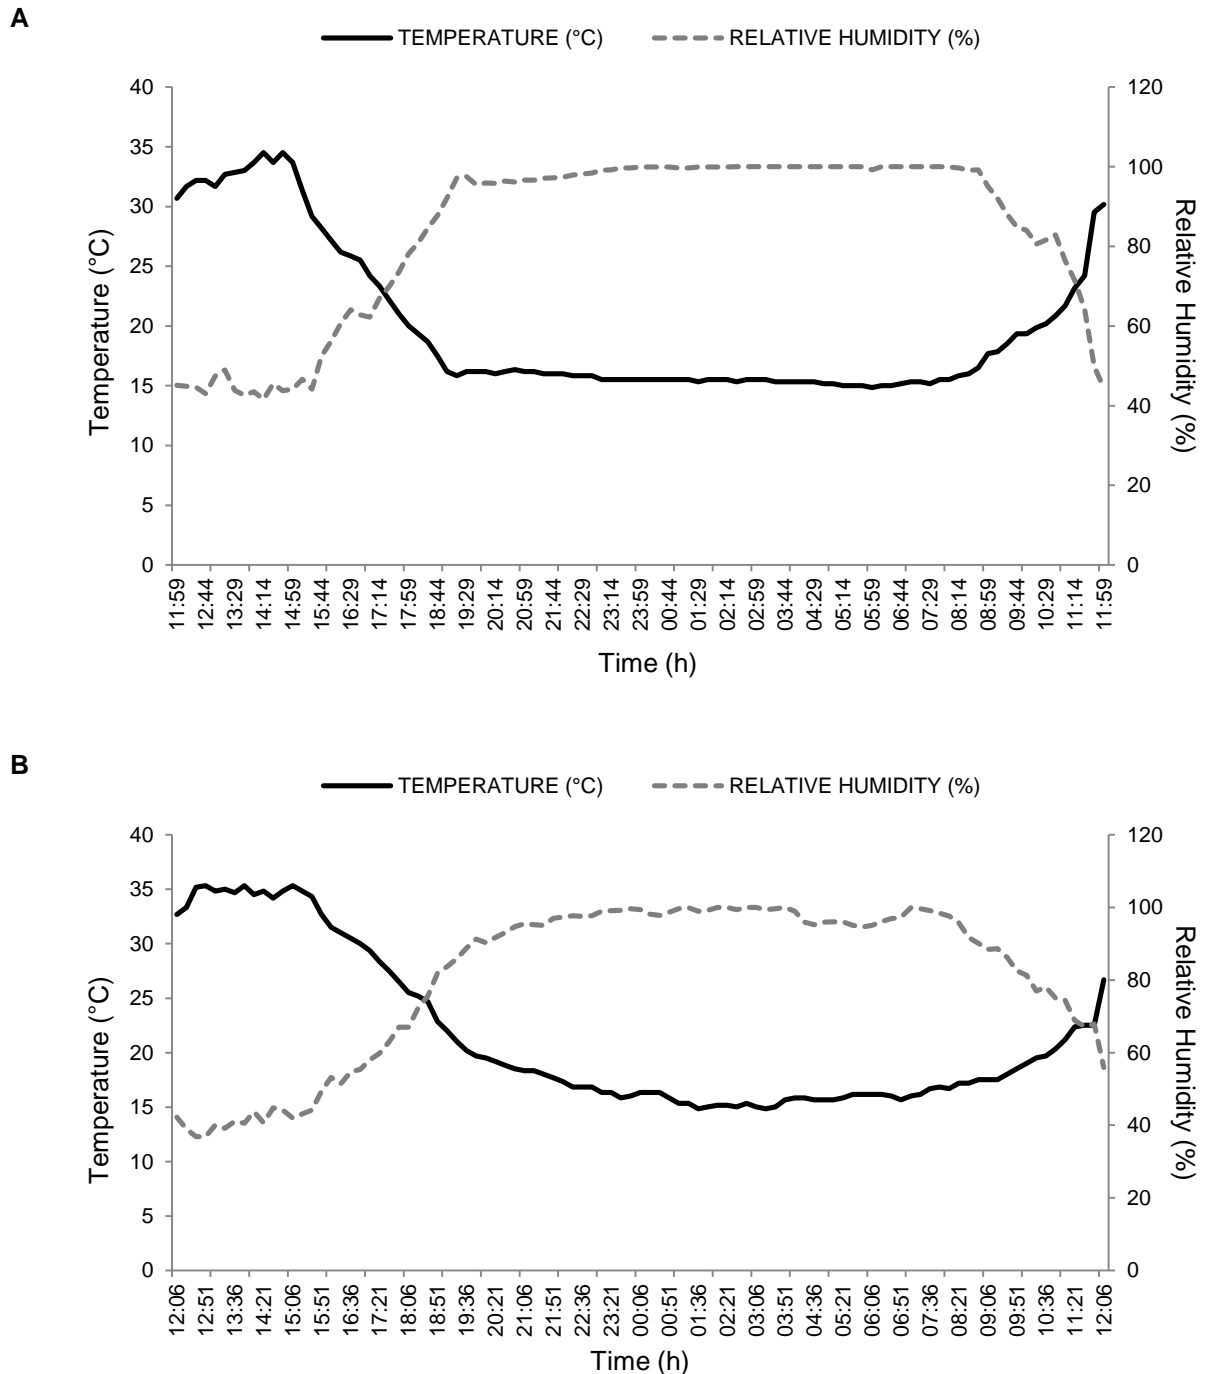 A
TEMPERATURE (°C) RELATIVE HUMIDITY (%)
40 120
35 100
30 80
25 60
20 40
15 20
10 0
5
0
Temperature (°C)
Relative Humidity (%)
11:59 12:44 13:29 14:14 14:59 15:44 16:29 17:14 17:59 18:44 19:29 20:14 20:59 21:44 22:29 23:14 23:59 00:44 01:29 02:14 02:59 03:44 04:29 05:14 05:59 06:44 07:29 08:14 08:59 09:44 10:29 11:14 11:59
Time (h)
B
TEMPERATURE (°C) RELATIVE HUMIDITY (%)
40 120
35 100
30 80
25 60
20 40
15 20
10 0
5
0
Temperature (°C)
Relative Humidity (%)
12:06 12:51 13:36 14:21 15:06 15:51 16:36 17:21 18:06 18:51 19:36 20:21 21:06 21:51 22:36 23:21 00:06 00:51 01:36 02:21 03:06 03:51 04:36 05:21 06:06 06:51 07:36 08:21 09:06 09:51 10:36 11:21 12:06
Time (h)